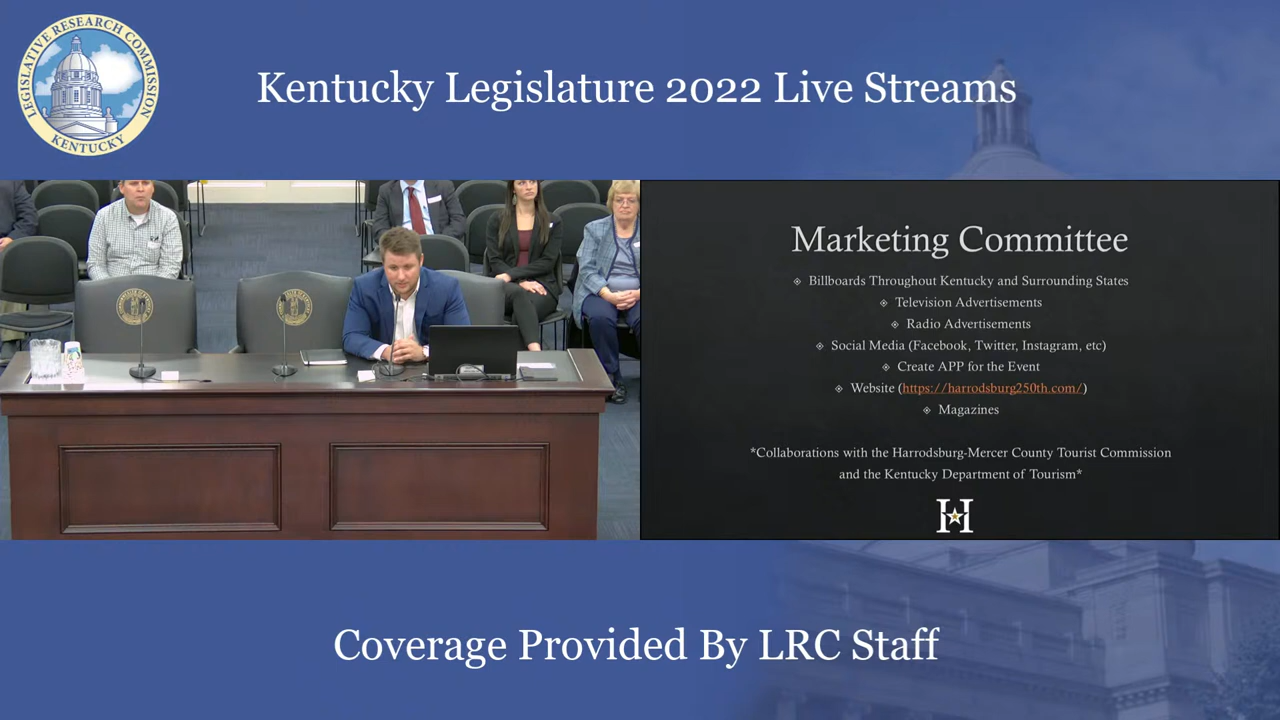 LEGISLATIVE RESEARCH COMMISSION
KENTUCKY
Kentucky Legislature 2022 Live Streams
Marketing Committee
Billboards Throughout Kentucky and Surrounding States
Television Advertisements
Radio Advertisements
Social Media (Facebook, Twitter, Instagram, etc)
Create APP for the Event
Website (https://harrodsburg250th.com/)
Magazines
*Collaborations with the Harrodsburg-Mercer County Tourist Commission
and the Kentucky Department of Tourism*
H
Coverage Provided By LRC Staff